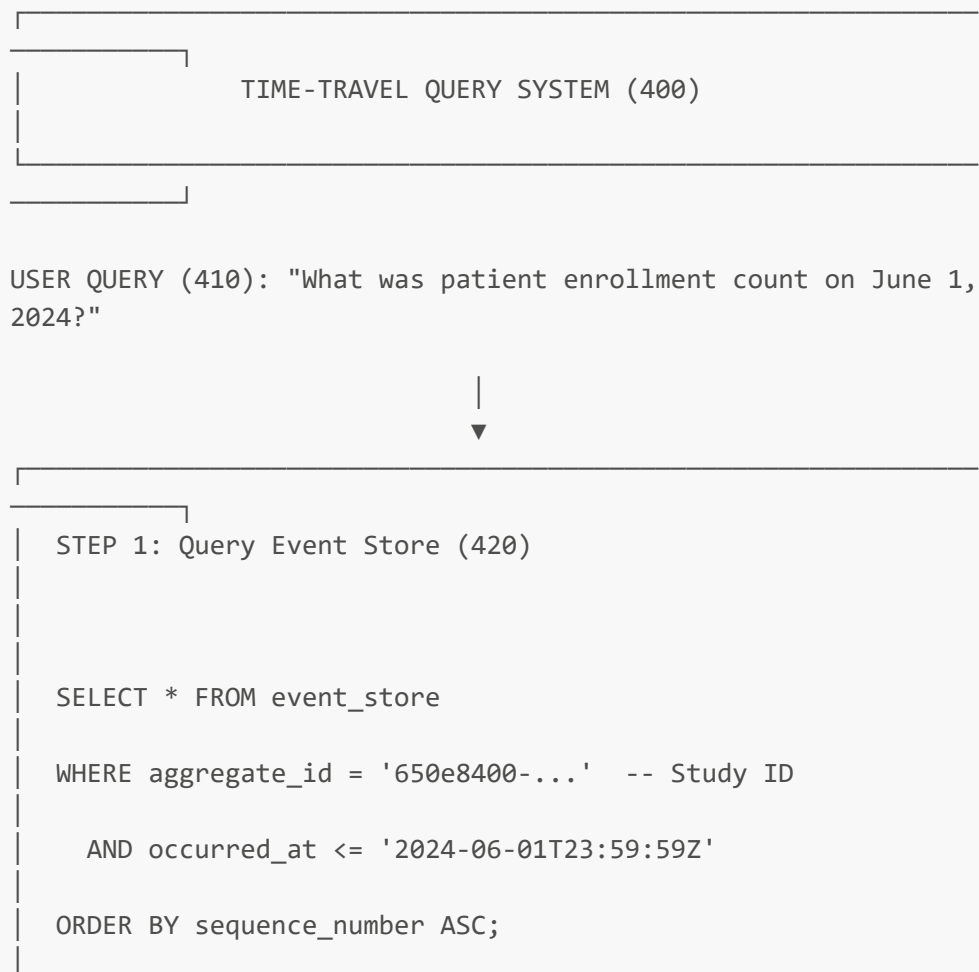 TIME-TRAVEL QUERY SYSTEM (400)
USER QUERY (410): "What was patient enrollment count on June 1,
2024?"
STEP 1: Query Event Store (420)
SELECT * FROM event_store
WHERE aggregate_id = '650e8400-...'  -- Study ID
AND occurred_at <= '2024-06-01T23:59:59Z'
ORDER BY sequence_number ASC;